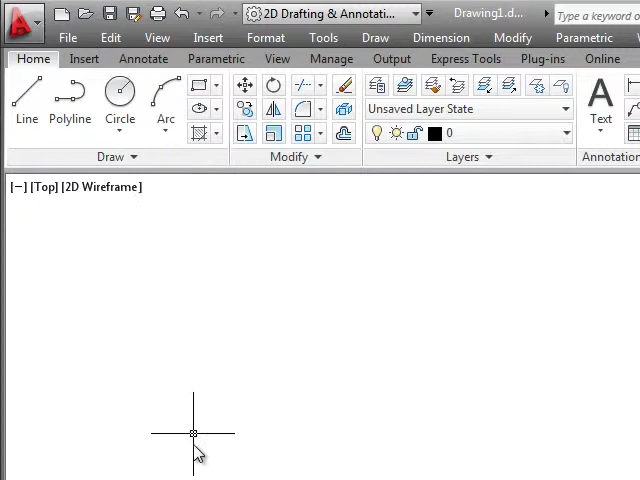 2D Drafting & Annotati... Drawing1.d... Type a keyword o
File Edit View Insert Format Tools Draw Dimension Modify Parametric
Home Insert Annotate Parametric View Manage Output Express Tools Plug-ins Online
Unsaved Layer State
Line Polyline Circle Arc 0 Text
Draw Modify Layers Annotation
[−] [Top] [2D Wireframe]